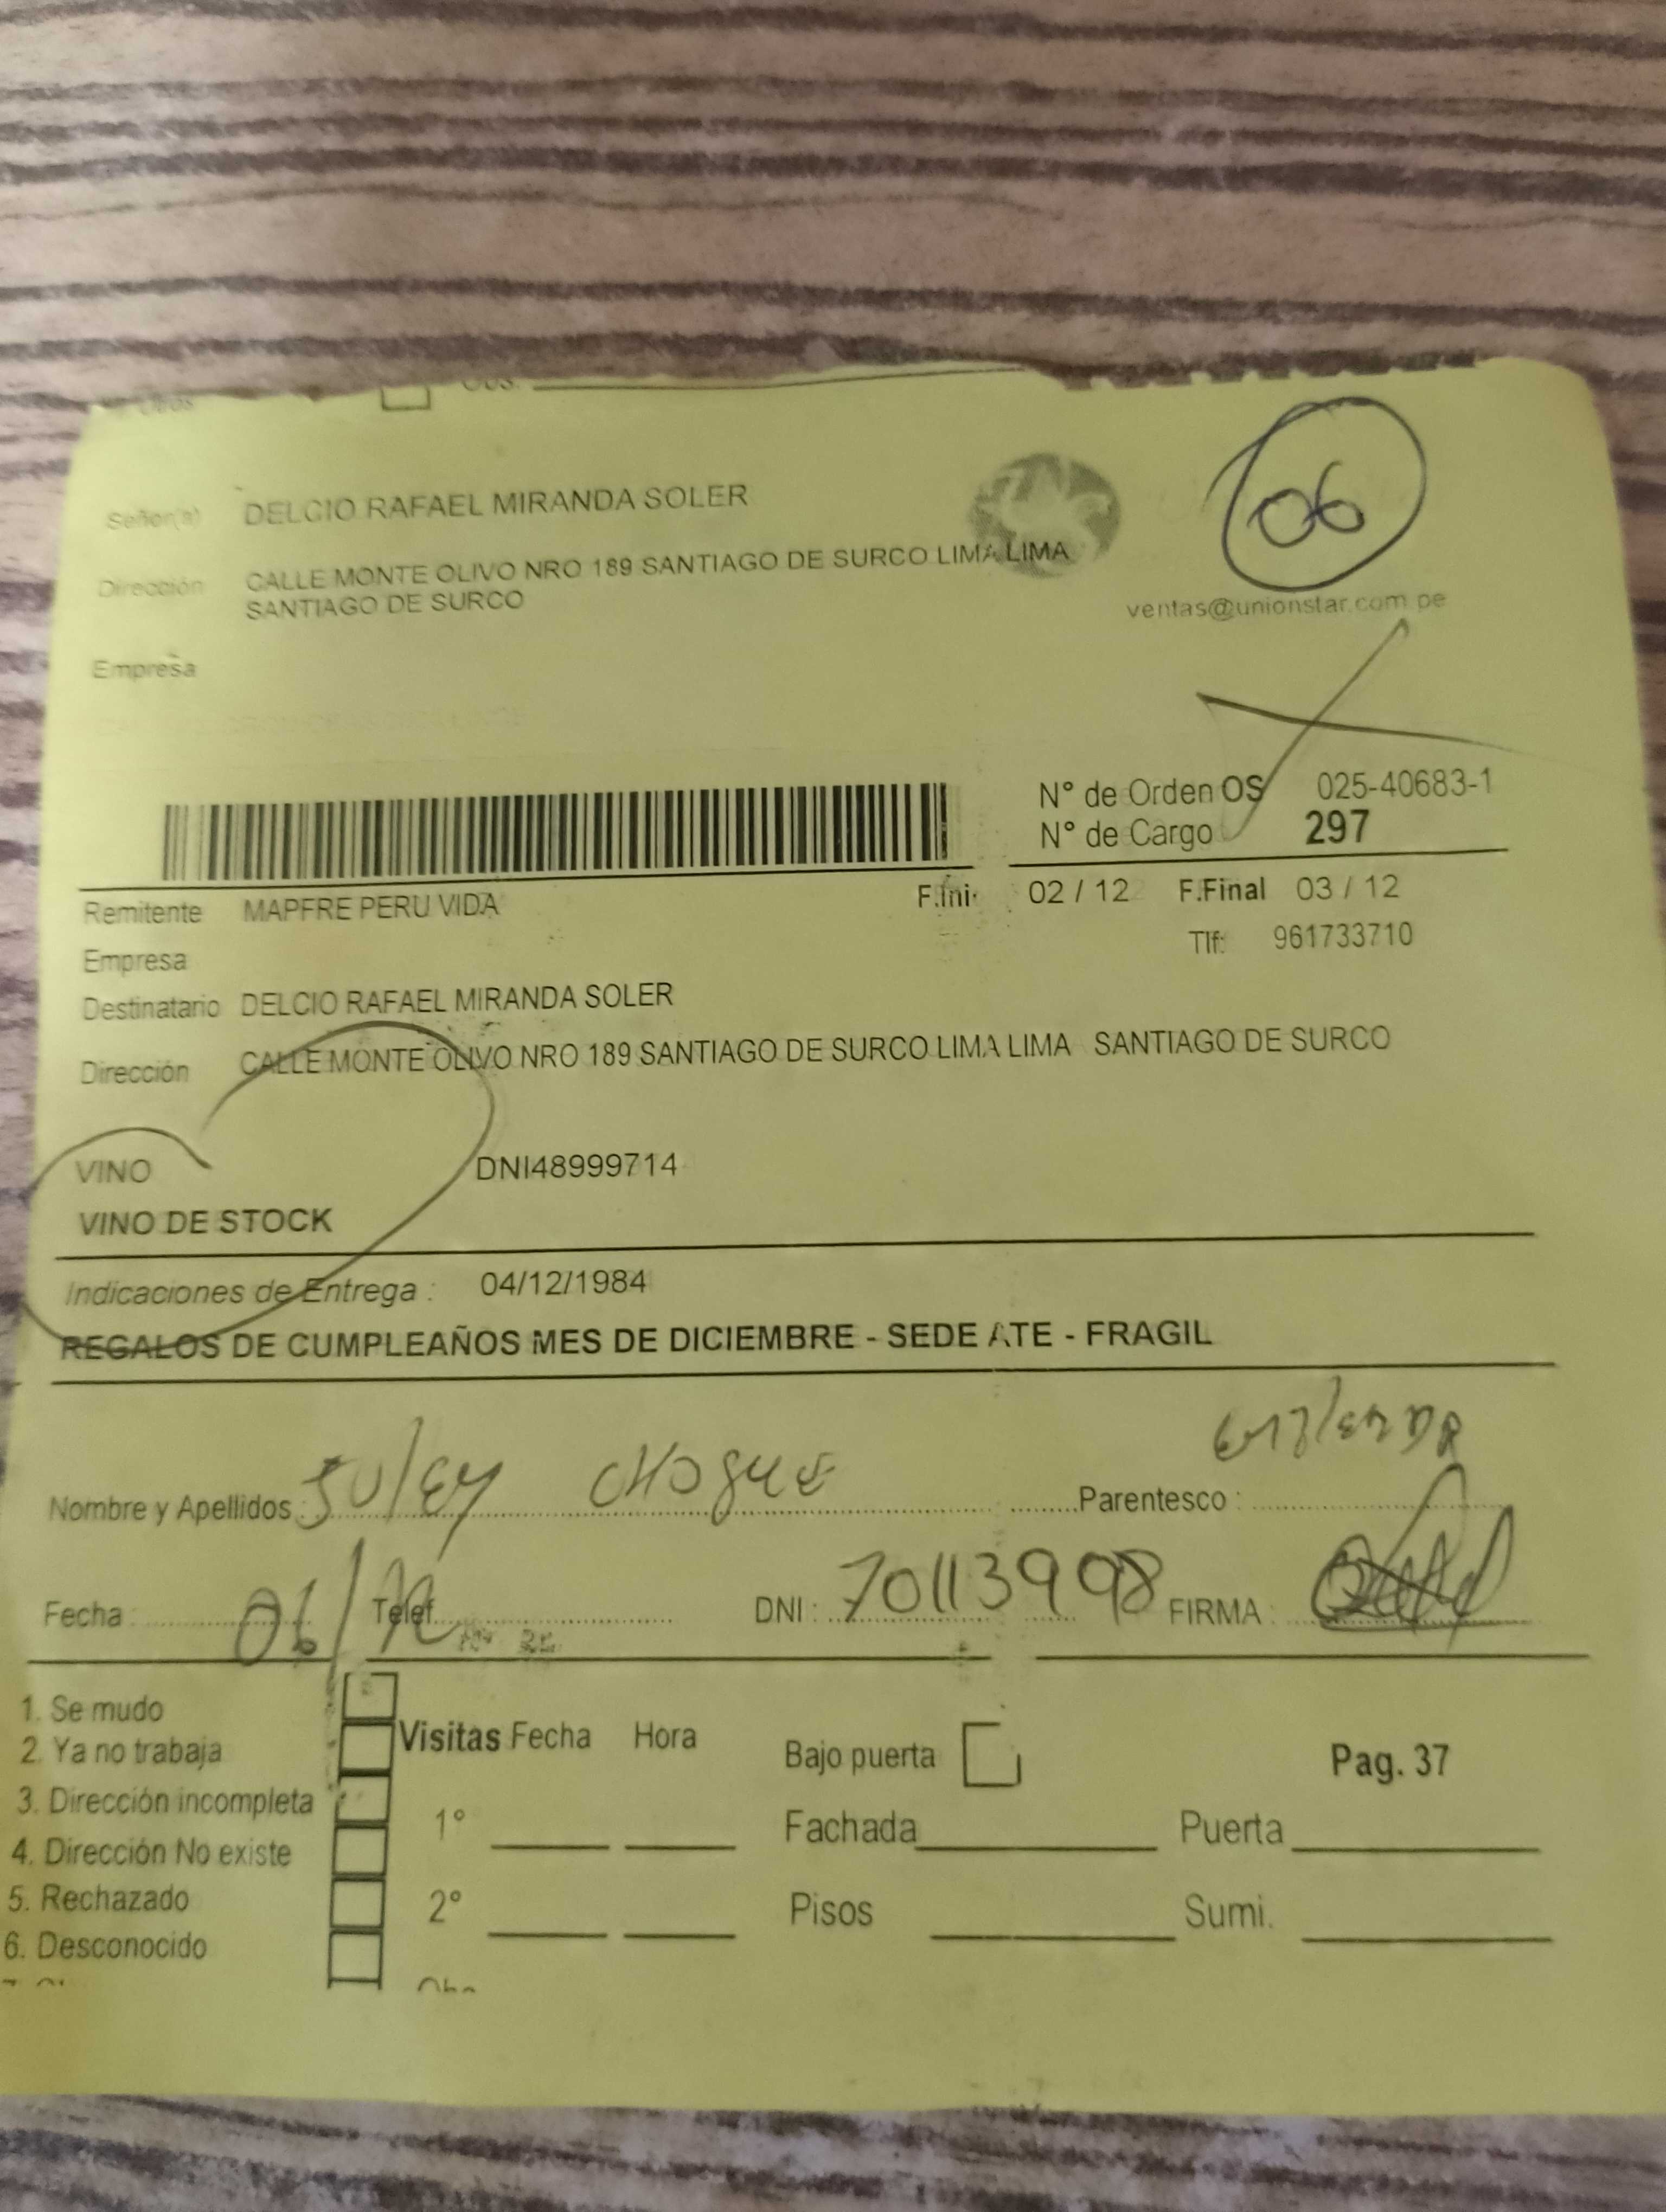 Otros Obs.
06
Señor(a) DELCIO RAFAEL MIRANDA SOLER
Dirección CALLE MONTE OLIVO NRO 189 SANTIAGO DE SURCO LIMA LIMA
SANTIAGO DE SURCO
ventas@unionstar.com.pe
Empresa
N° de Orden OS 025-40683-1
N° de Cargo 297
Remitente MAPFRE PERU VIDA F.Ini 02 / 12 F.Final 03 / 12
Tlf: 961733710
Empresa
Destinatario DELCIO RAFAEL MIRANDA SOLER
Dirección CALLE MONTE OLIVO NRO 189 SANTIAGO DE SURCO LIMA LIMA SANTIAGO DE SURCO
VINO DNI48999714
VINO DE STOCK
Indicaciones de Entrega : 04/12/1984
REGALOS DE CUMPLEAÑOS MES DE DICIEMBRE - SEDE ATE - FRAGIL
Nombre y Apellidos : Juley Choque Parentesco :
Fecha : 06/12 Telef. DNI : 70113998 FIRMA :
1. Se mudo
2. Ya no trabaja
3. Dirección incompleta
4. Dirección No existe
5. Rechazado
6. Desconocido
Visitas Fecha Hora
1°
2°
Bajo puerta Pag. 37
Fachada Puerta
Pisos Sumi.